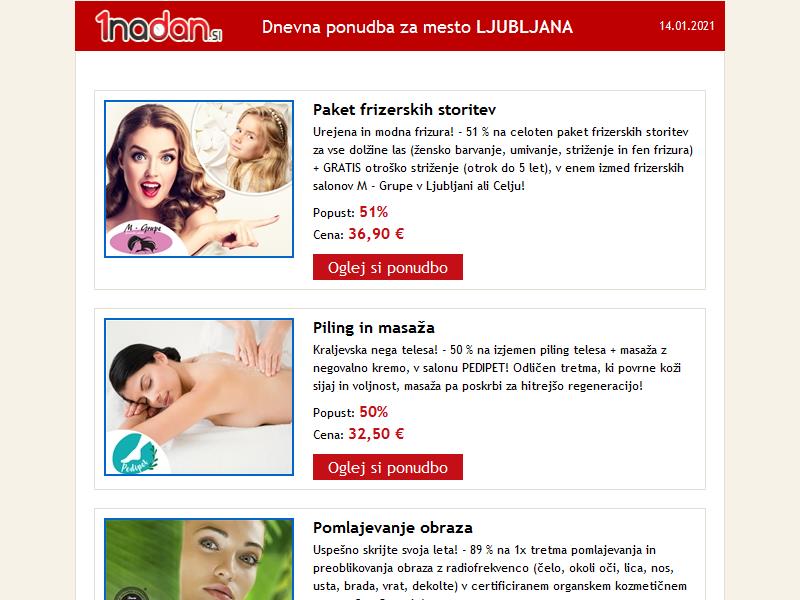 1nadan.si
Dnevna ponudba za mesto LJUBLJANA
14.01.2021
Paket frizerskih storitev
Urejena in modna frizura! - 51 % na celoten paket frizerskih storitev
za vse dolžine las (žensko barvanje, umivanje, striženje in fen frizura)
+ GRATIS otroško striženje (otrok do 5 let), v enem izmed frizerskih
salonov M - Grupe v Ljubljani ali Celju!
Popust: 51%
Cena: 36,90 €
Oglej si ponudbo
M - Grupe
Piling in masaža
Kraljevska nega telesa! - 50 % na izjemen piling telesa + masaža z
negovalno kremo, v salonu PEDIPET! Odličen tretma, ki povrne koži
sijaj in voljnost, masaža pa poskrbi za hitrejšo regeneracijo!
Popust: 50%
Cena: 32,50 €
Oglej si ponudbo
Pedipet
Pomlajevanje obraza
Uspešno skrijte svoja leta! - 89 % na 1x tretma pomlajevanja in
preoblikovanja obraza z radiofrekvenco (čelo, okoli oči, lica, nos,
usta, brada, vrat, dekolte) v certificiranem organskem kozmetičnem